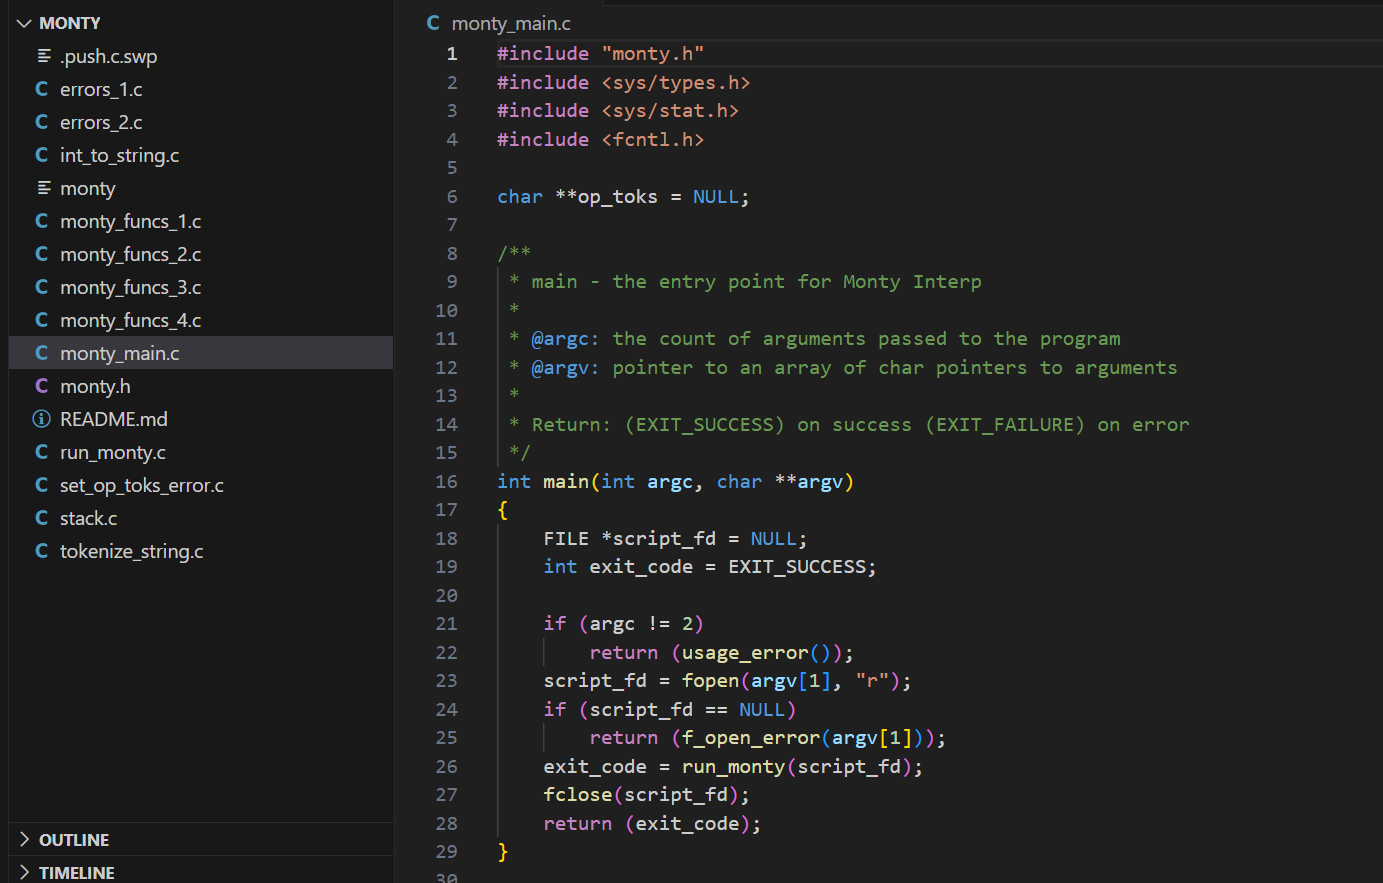 MONTY
.push.c.swp
errors_1.c
errors_2.c
int_to_string.c
monty
monty_funcs_1.c
monty_funcs_2.c
monty_funcs_3.c
monty_funcs_4.c
monty_main.c
monty.h
README.md
run_monty.c
set_op_toks_error.c
stack.c
tokenize_string.c
OUTLINE
TIMELINE
monty_main.c
1 #include "monty.h"
2 #include <sys/types.h>
3 #include <sys/stat.h>
4 #include <fcntl.h>
5
6 char **op_toks = NULL;
7
8 /**
9 * main - the entry point for Monty Interp
10 *
11 * @argc: the count of arguments passed to the program
12 * @argv: pointer to an array of char pointers to arguments
13 *
14 * Return: (EXIT_SUCCESS) on success (EXIT_FAILURE) on error
15 */
16 int main(int argc, char **argv)
17 {
18 FILE *script_fd = NULL;
19 int exit_code = EXIT_SUCCESS;
20
21 if (argc != 2)
22 return (usage_error());
23 script_fd = fopen(argv[1], "r");
24 if (script_fd == NULL)
25 return (f_open_error(argv[1]));
26 exit_code = run_monty(script_fd);
27 fclose(script_fd);
28 return (exit_code);
29 }
30